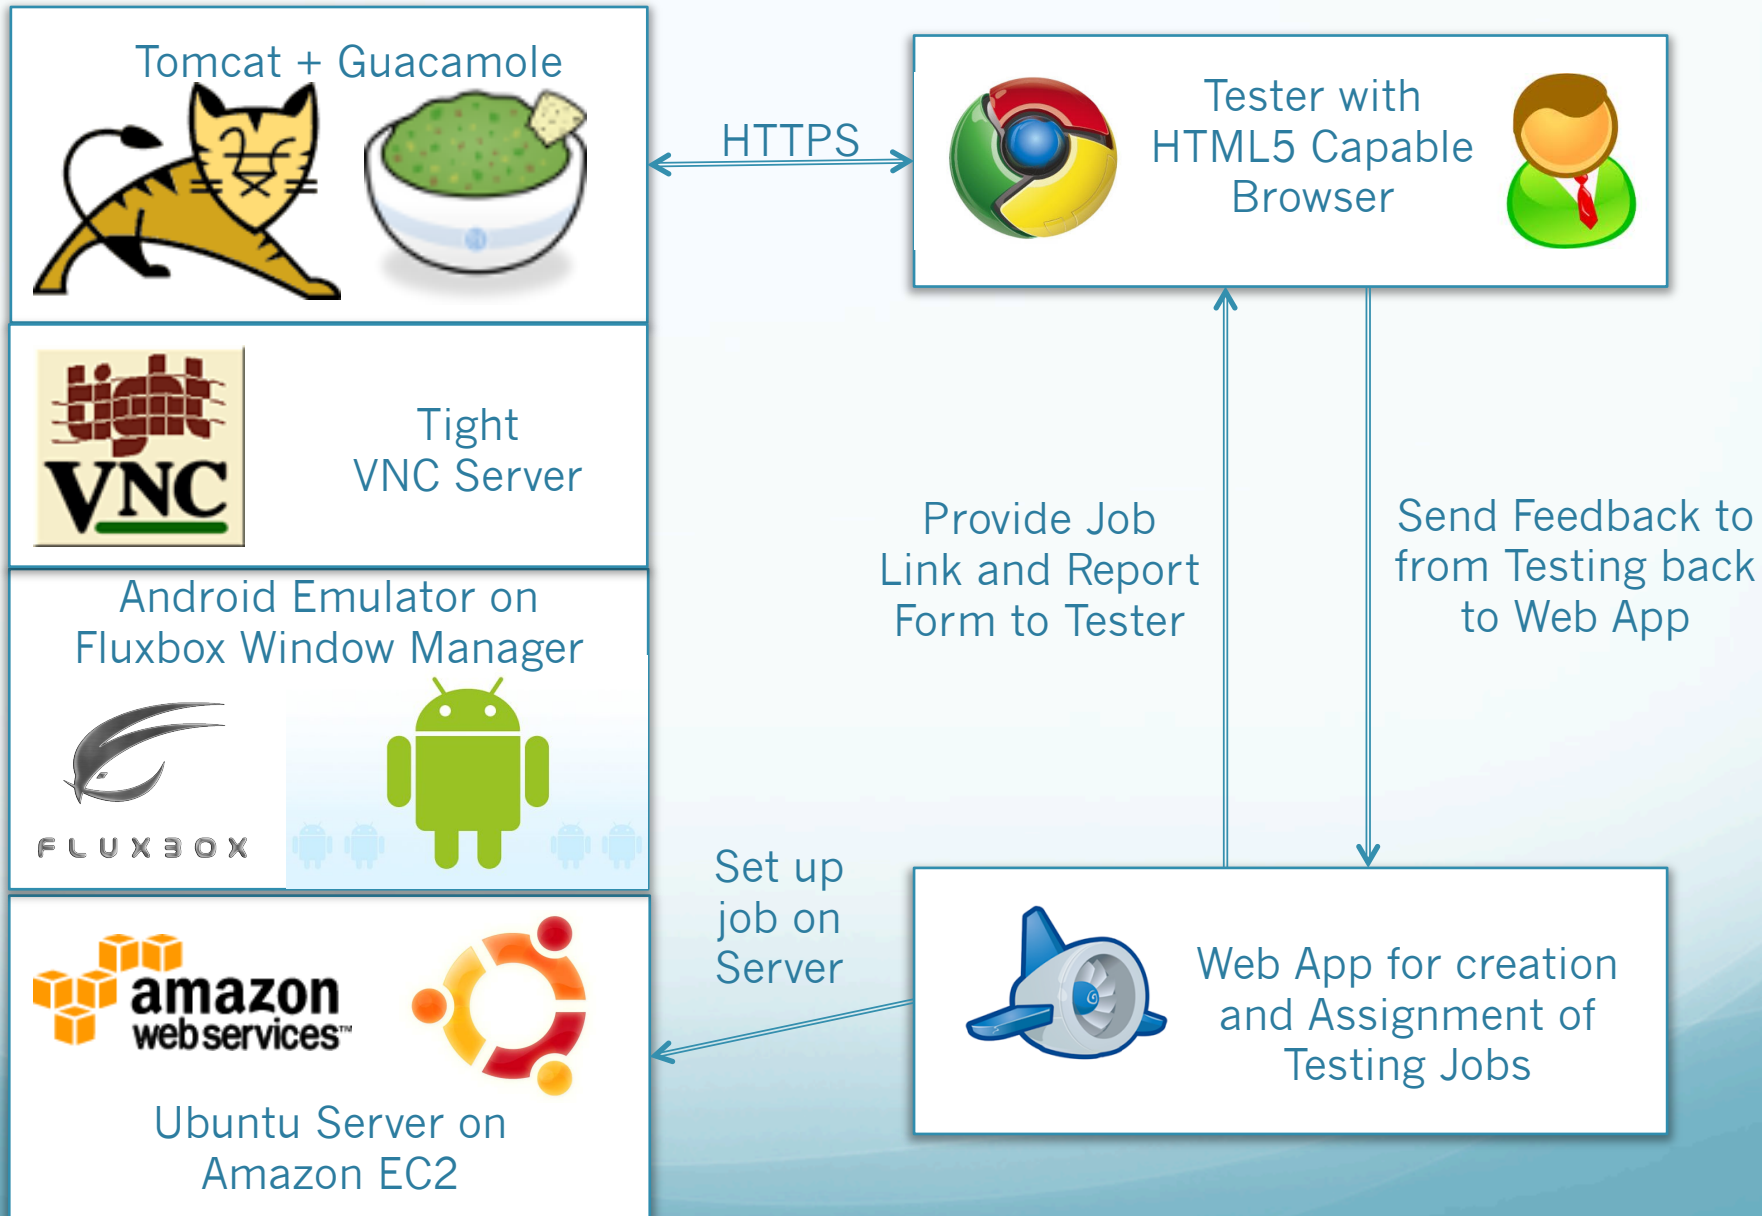 Tomcat + Guacamole
HTTPS
Tester with
HTML5 Capable
Browser
tight
VNC
Tight
VNC Server
Provide Job
Link and Report
Form to Tester
Send Feedback to
from Testing back
to Web App
Android Emulator on
Fluxbox Window Manager
FLUXBOX
Set up
job on
Server
amazon
webservices™
Ubuntu Server on
Amazon EC2
Web App for creation
and Assignment of
Testing Jobs